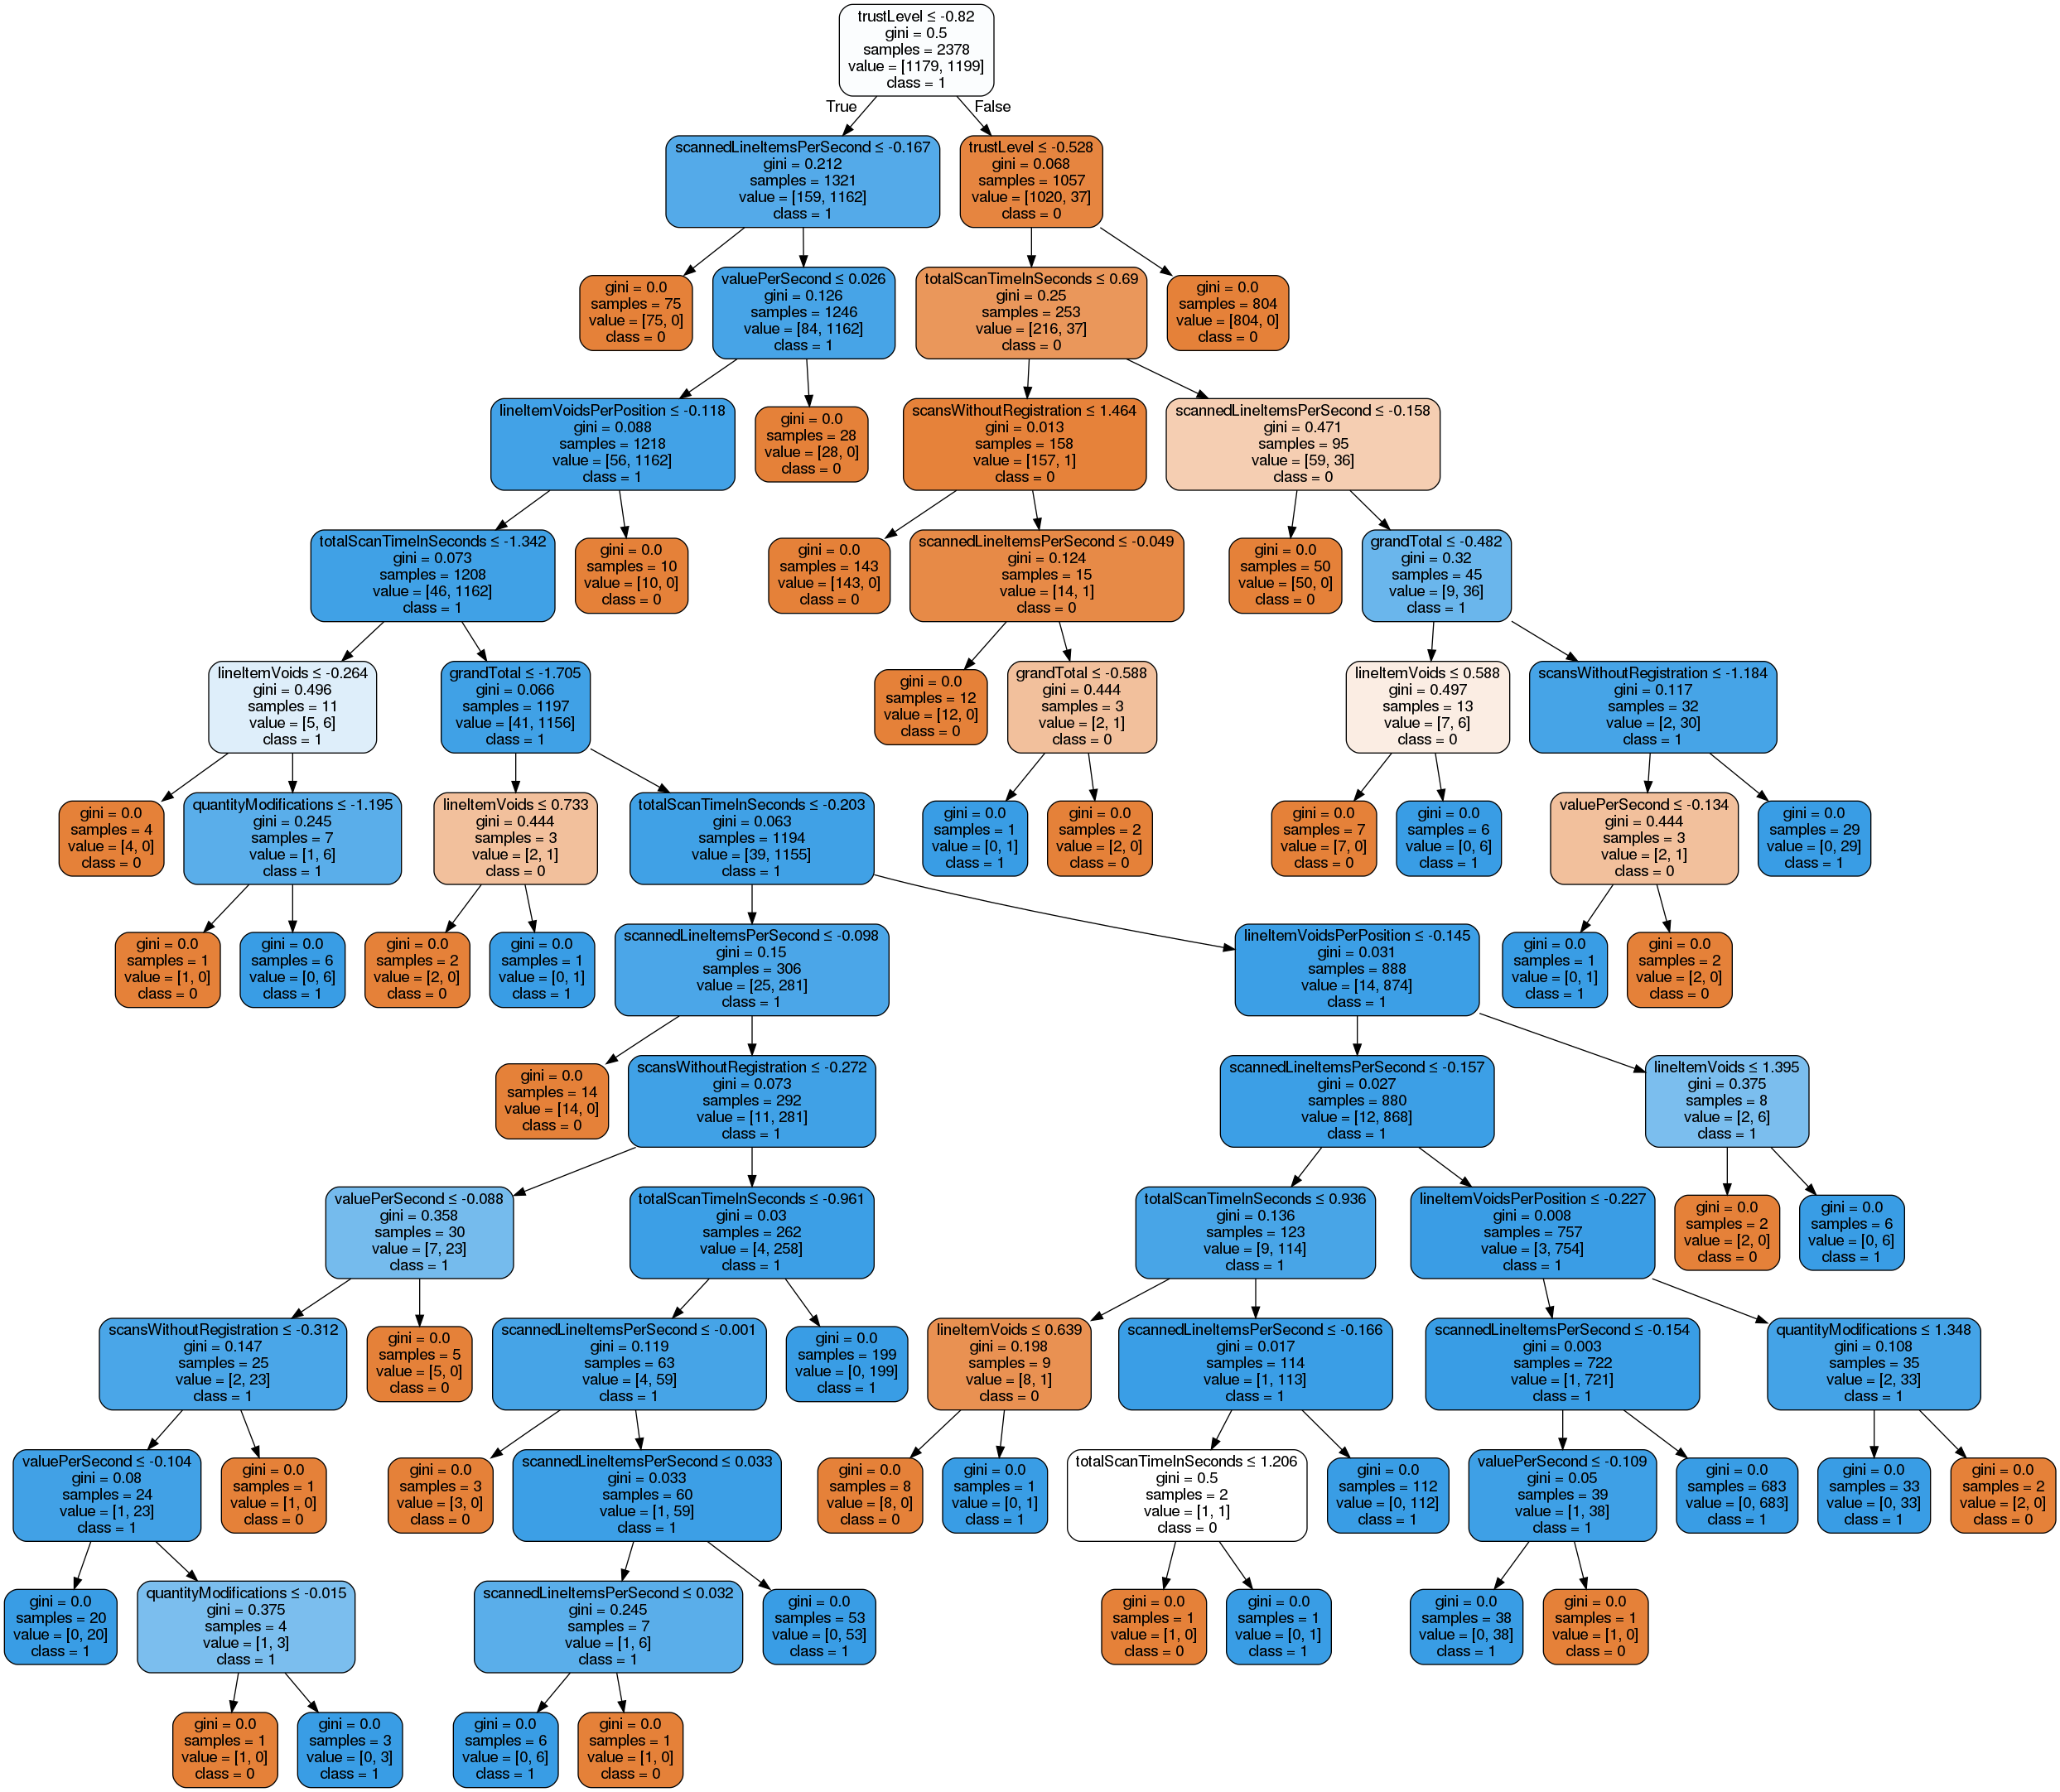 trustLevel ≤ -0.82
gini = 0.5
samples = 2378
value = [1179, 1199]
class = 1
True
False
scannedLineItemsPerSecond ≤ -0.167
gini = 0.212
samples = 1321
value = [159, 1162]
class = 1
trustLevel ≤ -0.528
gini = 0.068
samples = 1057
value = [1020, 37]
class = 0
gini = 0.0
samples = 75
value = [75, 0]
class = 0
valuePerSecond ≤ 0.026
gini = 0.126
samples = 1246
value = [84, 1162]
class = 1
totalScanTimeInSeconds ≤ 0.69
gini = 0.25
samples = 253
value = [216, 37]
class = 0
gini = 0.0
samples = 804
value = [804, 0]
class = 0
lineItemVoidsPerPosition ≤ -0.118
gini = 0.088
samples = 1218
value = [56, 1162]
class = 1
gini = 0.0
samples = 28
value = [28, 0]
class = 0
scansWithoutRegistration ≤ 1.464
gini = 0.013
samples = 158
value = [157, 1]
class = 0
scannedLineItemsPerSecond ≤ -0.158
gini = 0.471
samples = 95
value = [59, 36]
class = 0
totalScanTimeInSeconds ≤ -1.342
gini = 0.073
samples = 1208
value = [46, 1162]
class = 1
gini = 0.0
samples = 10
value = [10, 0]
class = 0
gini = 0.0
samples = 143
value = [143, 0]
class = 0
scannedLineItemsPerSecond ≤ -0.049
gini = 0.124
samples = 15
value = [14, 1]
class = 0
gini = 0.0
samples = 50
value = [50, 0]
class = 0
grandTotal ≤ -0.482
gini = 0.32
samples = 45
value = [9, 36]
class = 1
lineItemVoids ≤ -0.264
gini = 0.496
samples = 11
value = [5, 6]
class = 1
grandTotal ≤ -1.705
gini = 0.066
samples = 1197
value = [41, 1156]
class = 1
gini = 0.0
samples = 12
value = [12, 0]
class = 0
grandTotal ≤ -0.588
gini = 0.444
samples = 3
value = [2, 1]
class = 0
lineItemVoids ≤ 0.588
gini = 0.497
samples = 13
value = [7, 6]
class = 0
scansWithoutRegistration ≤ -1.184
gini = 0.117
samples = 32
value = [2, 30]
class = 1
gini = 0.0
samples = 4
value = [4, 0]
class = 0
quantityModifications ≤ -1.195
gini = 0.245
samples = 7
value = [1, 6]
class = 1
lineItemVoids ≤ 0.733
gini = 0.444
samples = 3
value = [2, 1]
class = 0
totalScanTimeInSeconds ≤ -0.203
gini = 0.063
samples = 1194
value = [39, 1155]
class = 1
gini = 0.0
samples = 1
value = [0, 1]
class = 1
gini = 0.0
samples = 2
value = [2, 0]
class = 0
gini = 0.0
samples = 7
value = [7, 0]
class = 0
gini = 0.0
samples = 6
value = [0, 6]
class = 1
valuePerSecond ≤ -0.134
gini = 0.444
samples = 3
value = [2, 1]
class = 0
gini = 0.0
samples = 29
value = [0, 29]
class = 1
gini = 0.0
samples = 1
value = [1, 0]
class = 0
gini = 0.0
samples = 6
value = [0, 6]
class = 1
gini = 0.0
samples = 2
value = [2, 0]
class = 0
gini = 0.0
samples = 1
value = [0, 1]
class = 1
scannedLineItemsPerSecond ≤ -0.098
gini = 0.15
samples = 306
value = [25, 281]
class = 1
lineItemVoidsPerPosition ≤ -0.145
gini = 0.031
samples = 888
value = [14, 874]
class = 1
gini = 0.0
samples = 1
value = [0, 1]
class = 1
gini = 0.0
samples = 2
value = [2, 0]
class = 0
gini = 0.0
samples = 14
value = [14, 0]
class = 0
scansWithoutRegistration ≤ -0.272
gini = 0.073
samples = 292
value = [11, 281]
class = 1
scannedLineItemsPerSecond ≤ -0.157
gini = 0.027
samples = 880
value = [12, 868]
class = 1
lineItemVoids ≤ 1.395
gini = 0.375
samples = 8
value = [2, 6]
class = 1
valuePerSecond ≤ -0.088
gini = 0.358
samples = 30
value = [7, 23]
class = 1
totalScanTimeInSeconds ≤ -0.961
gini = 0.03
samples = 262
value = [4, 258]
class = 1
totalScanTimeInSeconds ≤ 0.936
gini = 0.136
samples = 123
value = [9, 114]
class = 1
lineItemVoidsPerPosition ≤ -0.227
gini = 0.008
samples = 757
value = [3, 754]
class = 1
gini = 0.0
samples = 2
value = [2, 0]
class = 0
gini = 0.0
samples = 6
value = [0, 6]
class = 1
scansWithoutRegistration ≤ -0.312
gini = 0.147
samples = 25
value = [2, 23]
class = 1
gini = 0.0
samples = 5
value = [5, 0]
class = 0
scannedLineItemsPerSecond ≤ -0.001
gini = 0.119
samples = 63
value = [4, 59]
class = 1
gini = 0.0
samples = 199
value = [0, 199]
class = 1
lineItemVoids ≤ 0.639
gini = 0.198
samples = 9
value = [8, 1]
class = 0
scannedLineItemsPerSecond ≤ -0.166
gini = 0.017
samples = 114
value = [1, 113]
class = 1
scannedLineItemsPerSecond ≤ -0.154
gini = 0.003
samples = 722
value = [1, 721]
class = 1
quantityModifications ≤ 1.348
gini = 0.108
samples = 35
value = [2, 33]
class = 1
valuePerSecond ≤ -0.104
gini = 0.08
samples = 24
value = [1, 23]
class = 1
gini = 0.0
samples = 1
value = [1, 0]
class = 0
gini = 0.0
samples = 3
value = [3, 0]
class = 0
scannedLineItemsPerSecond ≤ 0.033
gini = 0.033
samples = 60
value = [1, 59]
class = 1
gini = 0.0
samples = 8
value = [8, 0]
class = 0
gini = 0.0
samples = 1
value = [0, 1]
class = 1
totalScanTimeInSeconds ≤ 1.206
gini = 0.5
samples = 2
value = [1, 1]
class = 0
gini = 0.0
samples = 112
value = [0, 112]
class = 1
valuePerSecond ≤ -0.109
gini = 0.05
samples = 39
value = [1, 38]
class = 1
gini = 0.0
samples = 683
value = [0, 683]
class = 1
gini = 0.0
samples = 33
value = [0, 33]
class = 1
gini = 0.0
samples = 2
value = [2, 0]
class = 0
gini = 0.0
samples = 20
value = [0, 20]
class = 1
quantityModifications ≤ -0.015
gini = 0.375
samples = 4
value = [1, 3]
class = 1
scannedLineItemsPerSecond ≤ 0.032
gini = 0.245
samples = 7
value = [1, 6]
class = 1
gini = 0.0
samples = 53
value = [0, 53]
class = 1
gini = 0.0
samples = 1
value = [1, 0]
class = 0
gini = 0.0
samples = 1
value = [0, 1]
class = 1
gini = 0.0
samples = 38
value = [0, 38]
class = 1
gini = 0.0
samples = 1
value = [1, 0]
class = 0
gini = 0.0
samples = 1
value = [1, 0]
class = 0
gini = 0.0
samples = 3
value = [0, 3]
class = 1
gini = 0.0
samples = 6
value = [0, 6]
class = 1
gini = 0.0
samples = 1
value = [1, 0]
class = 0